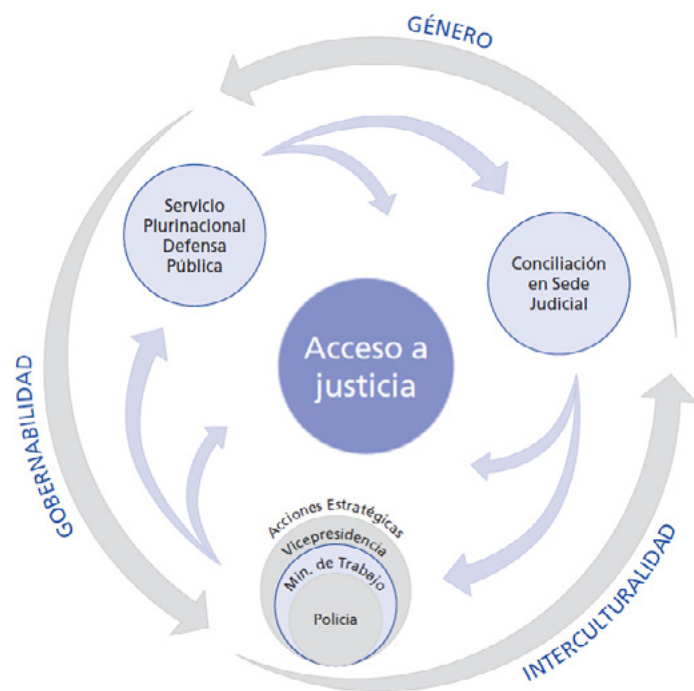 GÉNERO
Servicio
Plurinacional
Defensa
Pública
Conciliación
en Sede
Judicial
Acceso a
justicia
GOBERNABILIDAD
Acciones Estratégicas
Vicepresidencia
Min. de Trabajo
Policia
INTERCULTURALIDAD